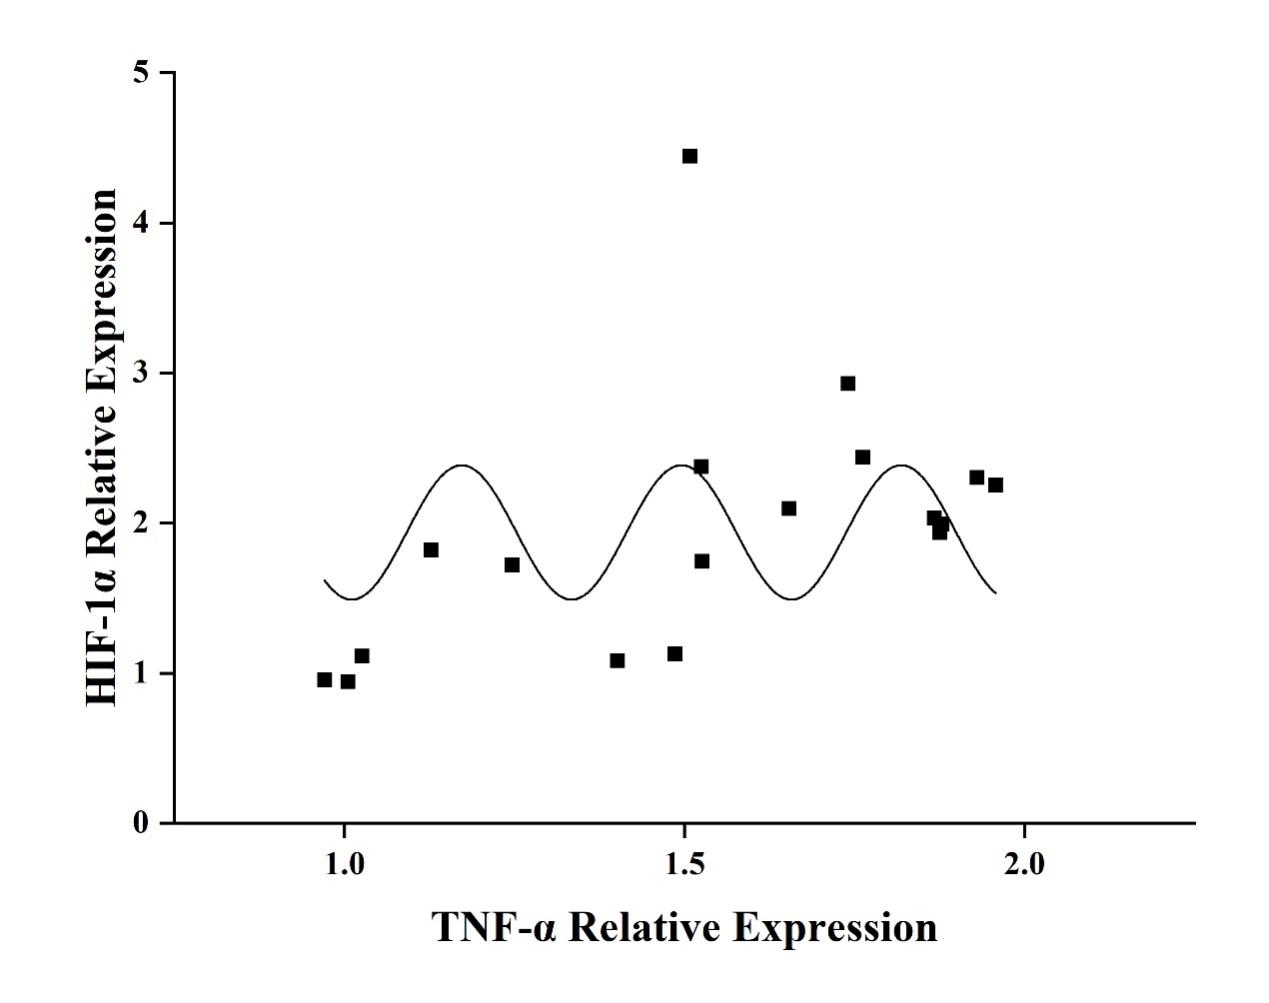 HIF-1α Relative Expression
5
4
3
2
1
0
1.0 1.5 2.0
TNF-α Relative Expression